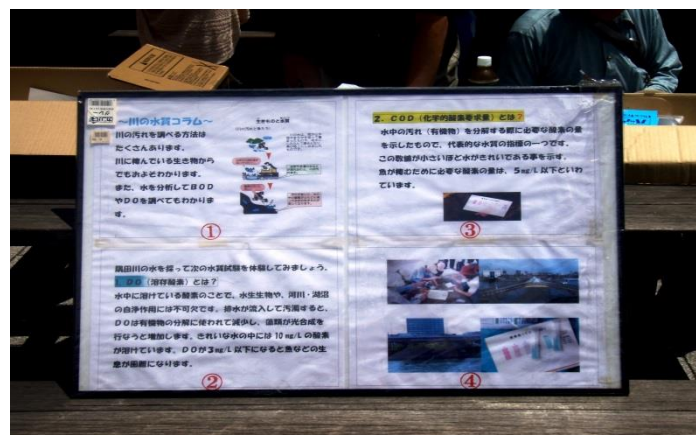 ～川の水質コラム～
川の汚れを調べる方法は
たくさんあります。
川に棲んでいる生き物から
でもおよそわかります。
また、水を分析してBOD
やDOを調べてもわかりま
す。
①
隅田川の水を採って次の水質試験を体験してみましょう。
1. DO（溶存酸素）とは？
水中に溶けている酸素のことで、水生生物や、河川・湖沼
の自浄作用には不可欠です。排水が流入して汚濁すると、
DOは有機物の分解に使われて減少し、藻類が光合成を
行なうと増加します。きれいな水の中には10mg/Lの酸素
が溶けています。DOが3mg/L以下になると魚などの生
息が困難になります。
②
2. COD（化学的酸素要求量）とは？
水中の汚れ（有機物）を分解する際に必要な酸素の量
を示したもので、代表的な水質の指標の一つです。
この数値が小さいほど水がきれいである事を示す。
魚が棲むために必要な酸素の量は、5mg/L以下といわ
ています。
③
④